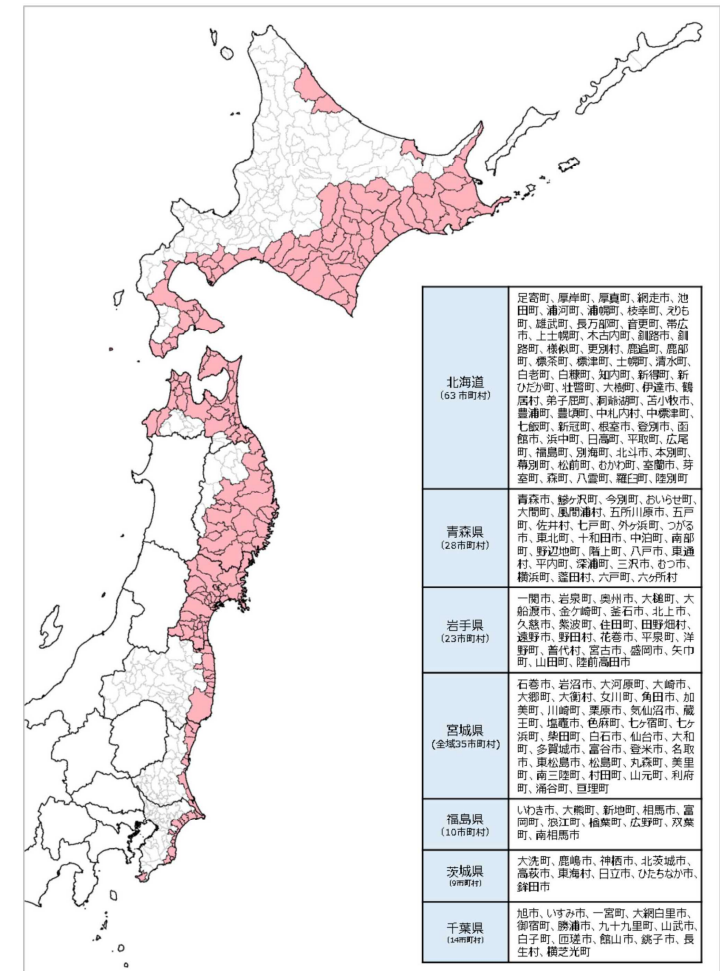 北海道
(63 市町村)
足寄町、厚岸町、厚真町、網走市、池
田町、浦河町、浦幌町、枝幸町、えりも
町、雄武町、長万部町、音更町、帯広
市、上士幌町、木古内町、釧路市、釧
路町、様似町、更別村、鹿追町、鹿部
町、標茶町、標津町、士幌町、清水町、
白老町、白糠町、知内町、新得町、新
ひだか町、壮瞥町、大樹町、伊達市、鶴
居村、弟子屈町、洞爺湖町、苫小牧市、
豊浦町、豊頃町、中札内村、中標津町、
七飯町、新冠町、根室市、登別市、函
館市、浜中町、日高町、平取町、広尾
町、福島町、別海町、北斗市、本別町、
幕別町、松前町、むかわ町、室蘭市、芽
室町、森町、八雲町、羅臼町、陸別町
青森県
(28市町村)
青森市、鰺ヶ沢町、今別町、おいらせ町、
大間町、風間浦村、五所川原市、五戸
町、佐井村、七戸町、外ヶ浜町、つがる
市、東北町、十和田市、中泊町、南部
町、野辺地町、階上町、八戸市、東通
村、平内町、深浦町、三沢市、むつ市、
横浜町、蓬田村、六戸町、六ヶ所村
岩手県
(23市町村)
一関市、岩泉町、奥州市、大槌町、大
船渡市、金ケ崎町、釜石市、北上市、
久慈市、紫波町、住田町、田野畑村、
遠野市、野田村、花巻市、平泉町、洋
野町、普代村、宮古市、盛岡市、矢巾
町、山田町、陸前高田市
宮城県
(全域35市町村)
石巻市、岩沼市、大河原町、大崎市、
大郷町、大衡村、女川町、角田市、加
美町、川崎町、栗原市、気仙沼市、蔵
王町、塩竈市、色麻町、七ヶ宿町、七ヶ
浜町、柴田町、白石市、仙台市、大和
町、多賀城市、富谷市、登米市、名取
市、東松島市、松島町、丸森町、美里
町、南三陸町、村田町、山元町、利府
町、涌谷町、亘理町
福島県
(10市町村)
いわき市、大熊町、新地町、相馬市、富
岡町、浪江町、楢葉町、広野町、双葉
町、南相馬市
茨城県
(9市町村)
大洗町、鹿嶋市、神栖市、北茨城市、
高萩市、東海村、日立市、ひたちなか市、
鉾田市
千葉県
(14市町村)
旭市、いすみ市、一宮町、大網白里市、
御宿町、勝浦市、九十九里町、山武市、
白子町、匝瑳市、館山市、銚子市、長
生村、横芝光町